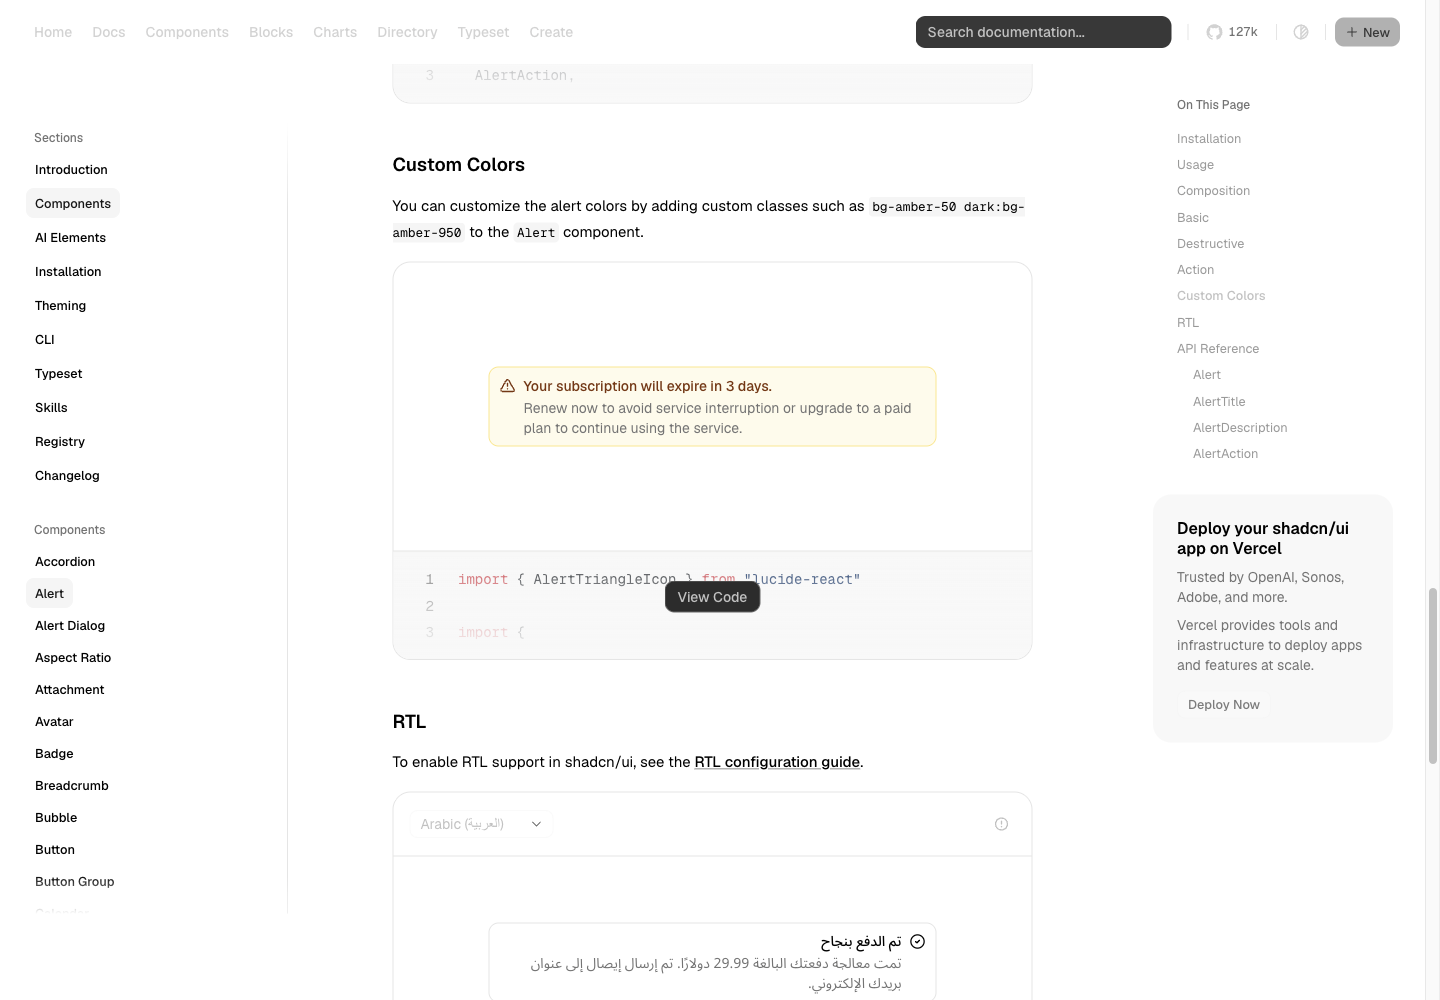 Home Docs Components Blocks Charts Directory Typeset Create
Search documentation...
127k
New
Sections
Introduction
Components
AI Elements
Installation
Theming
CLI
Typeset
Skills
Registry
Changelog
Components
Accordion
Alert
Alert Dialog
Aspect Ratio
Attachment
Avatar
Badge
Breadcrumb
Bubble
Button
Button Group
Calendar
3 AlertAction,
Custom Colors
You can customize the alert colors by adding custom classes such as bg-amber-50 dark:bg-
amber-950 to the Alert component.
Your subscription will expire in 3 days.
Renew now to avoid service interruption or upgrade to a paid
plan to continue using the service.
1 import { AlertTriangleIcon } from "lucide-react"
2
3 import {
View Code
RTL
To enable RTL support in shadcn/ui, see the RTL configuration guide.
Arabic (العربية)
تم الدفع بنجاح
تمت معالجة دفعتك البالغة 29.99 دولارًا. تم إرسال إيصال إلى عنوان
بريدك الإلكتروني.
On This Page
Installation
Usage
Composition
Basic
Destructive
Action
Custom Colors
RTL
API Reference
Alert
AlertTitle
AlertDescription
AlertAction
Deploy your shadcn/ui
app on Vercel
Trusted by OpenAI, Sonos,
Adobe, and more.
Vercel provides tools and
infrastructure to deploy apps
and features at scale.
Deploy Now